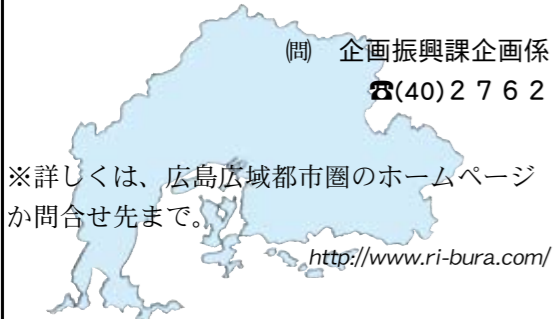 ㈄ 企画振興課企画係
☎(40)２７６２
※詳しくは、広島広域都市圏のホームページ
か問合せ先まで。
http://www.ri-bura.com/